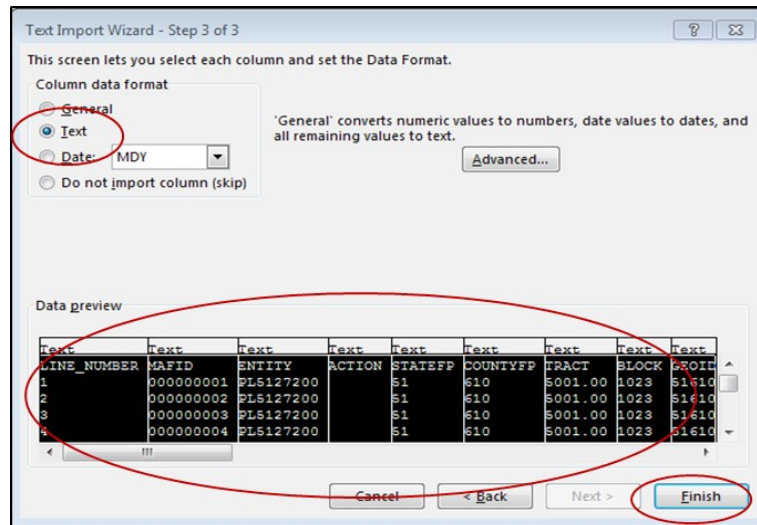 Text Import Wizard - Step 3 of 3
This screen lets you select each column and set the Data Format.
Column data format
General
Text
Date: MDY
Do not import column (skip)
'General' converts numeric values to numbers, date values to dates, and
all remaining values to text.
Advanced...
Data preview
Text Text Text Text Text Text Text Text Text
LINE_NUMBER MAFID ENTITY ACTION STATEFP COUNTYFP TRACT BLOCK GEOID
1 000000001 PL5127200 51 610 5001.00 1023 51610
2 000000002 PL5127200 51 610 5001.00 1023 51610
3 000000003 PL5127200 51 610 5001.00 1023 51610
4 000000004 PL5127200 51 610 5001.00 1023 51610
Cancel < Back Next > Finish